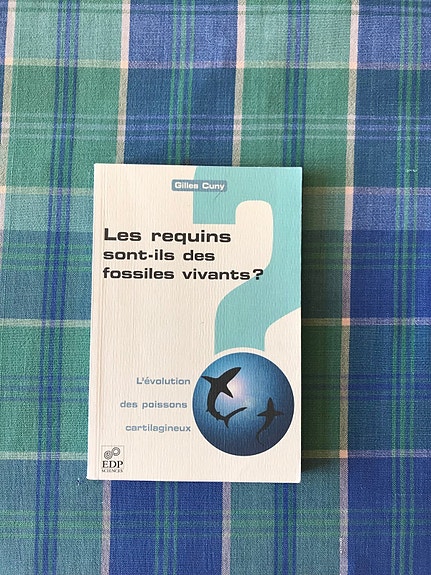 Gilles Cuny
Les requins
sont-ils des
fossiles vivants ?
L'évolution
des poissons
cartilagineux
EDP
SCIENCES